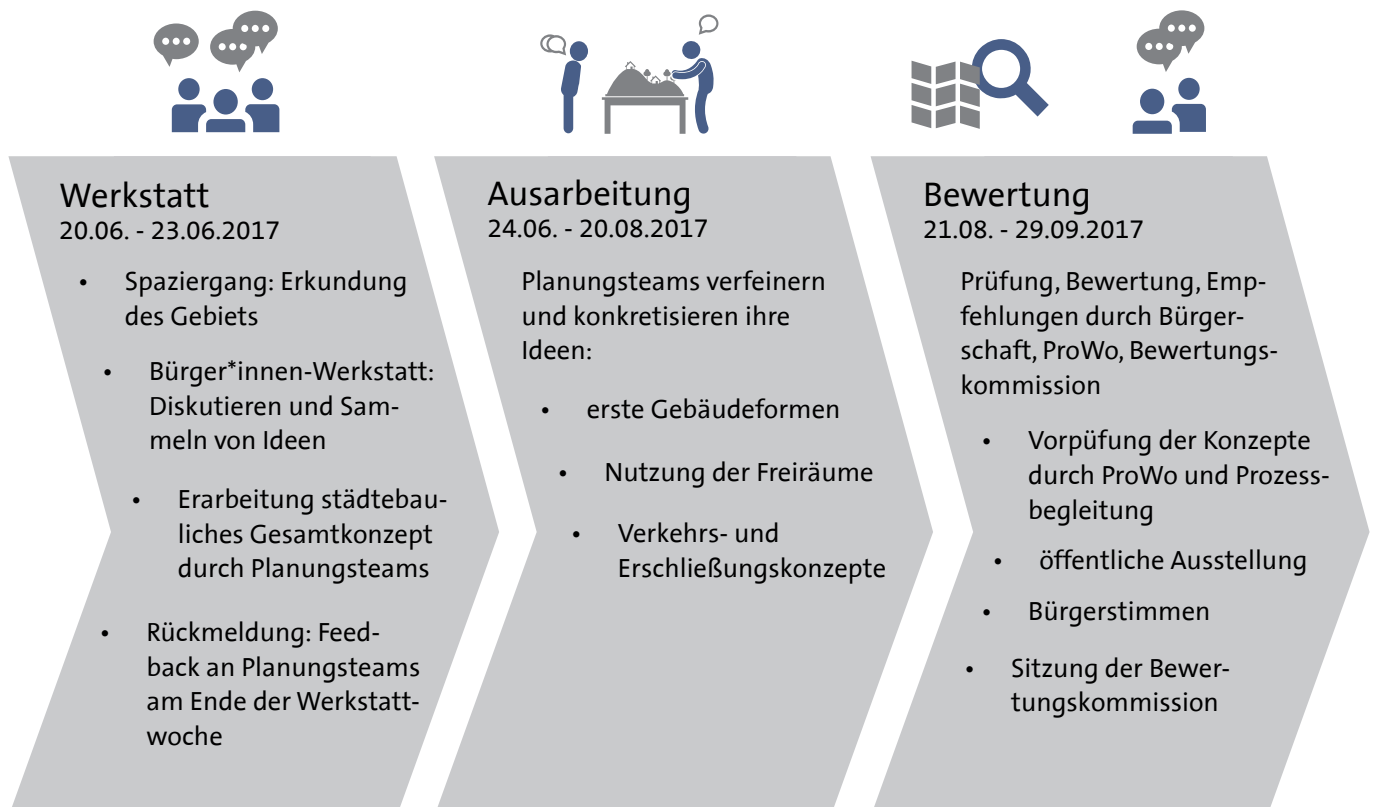 Werkstatt
20.06. - 23.06.2017
• Spaziergang: Erkundung
des Gebiets
• Bürger*innen-Werkstatt:
Diskutieren und Sam-
meln von Ideen
• Erarbeitung städtebau-
liches Gesamtkonzept
durch Planungsteams
• Rückmeldung: Feed-
back an Planungsteams
am Ende der Werkstatt-
woche
Ausarbeitung
24.06. - 20.08.2017
Planungsteams verfeinern
und konkretisieren ihre
Ideen:
• erste Gebäudeformen
• Nutzung der Freiräume
• Verkehrs- und
Erschließungskonzepte
Bewertung
21.08. - 29.09.2017
Prüfung, Bewertung, Emp-
fehlungen durch Bürger-
schaft, ProWo, Bewertungs-
kommission
• Vorpüfung der Konzepte
durch ProWo und Prozess-
begleitung
• öffentliche Ausstellung
• Bürgerstimmen
• Sitzung der Bewer-
tungskommission